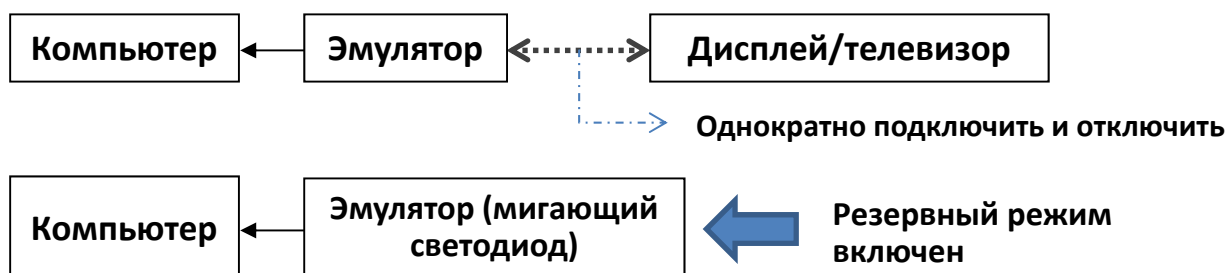 Компьютер
Эмулятор
Дисплей/телевизор
Однократно подключить и отключить
Компьютер
Эмулятор (мигающий
светодиод)
Резервный режим
включен